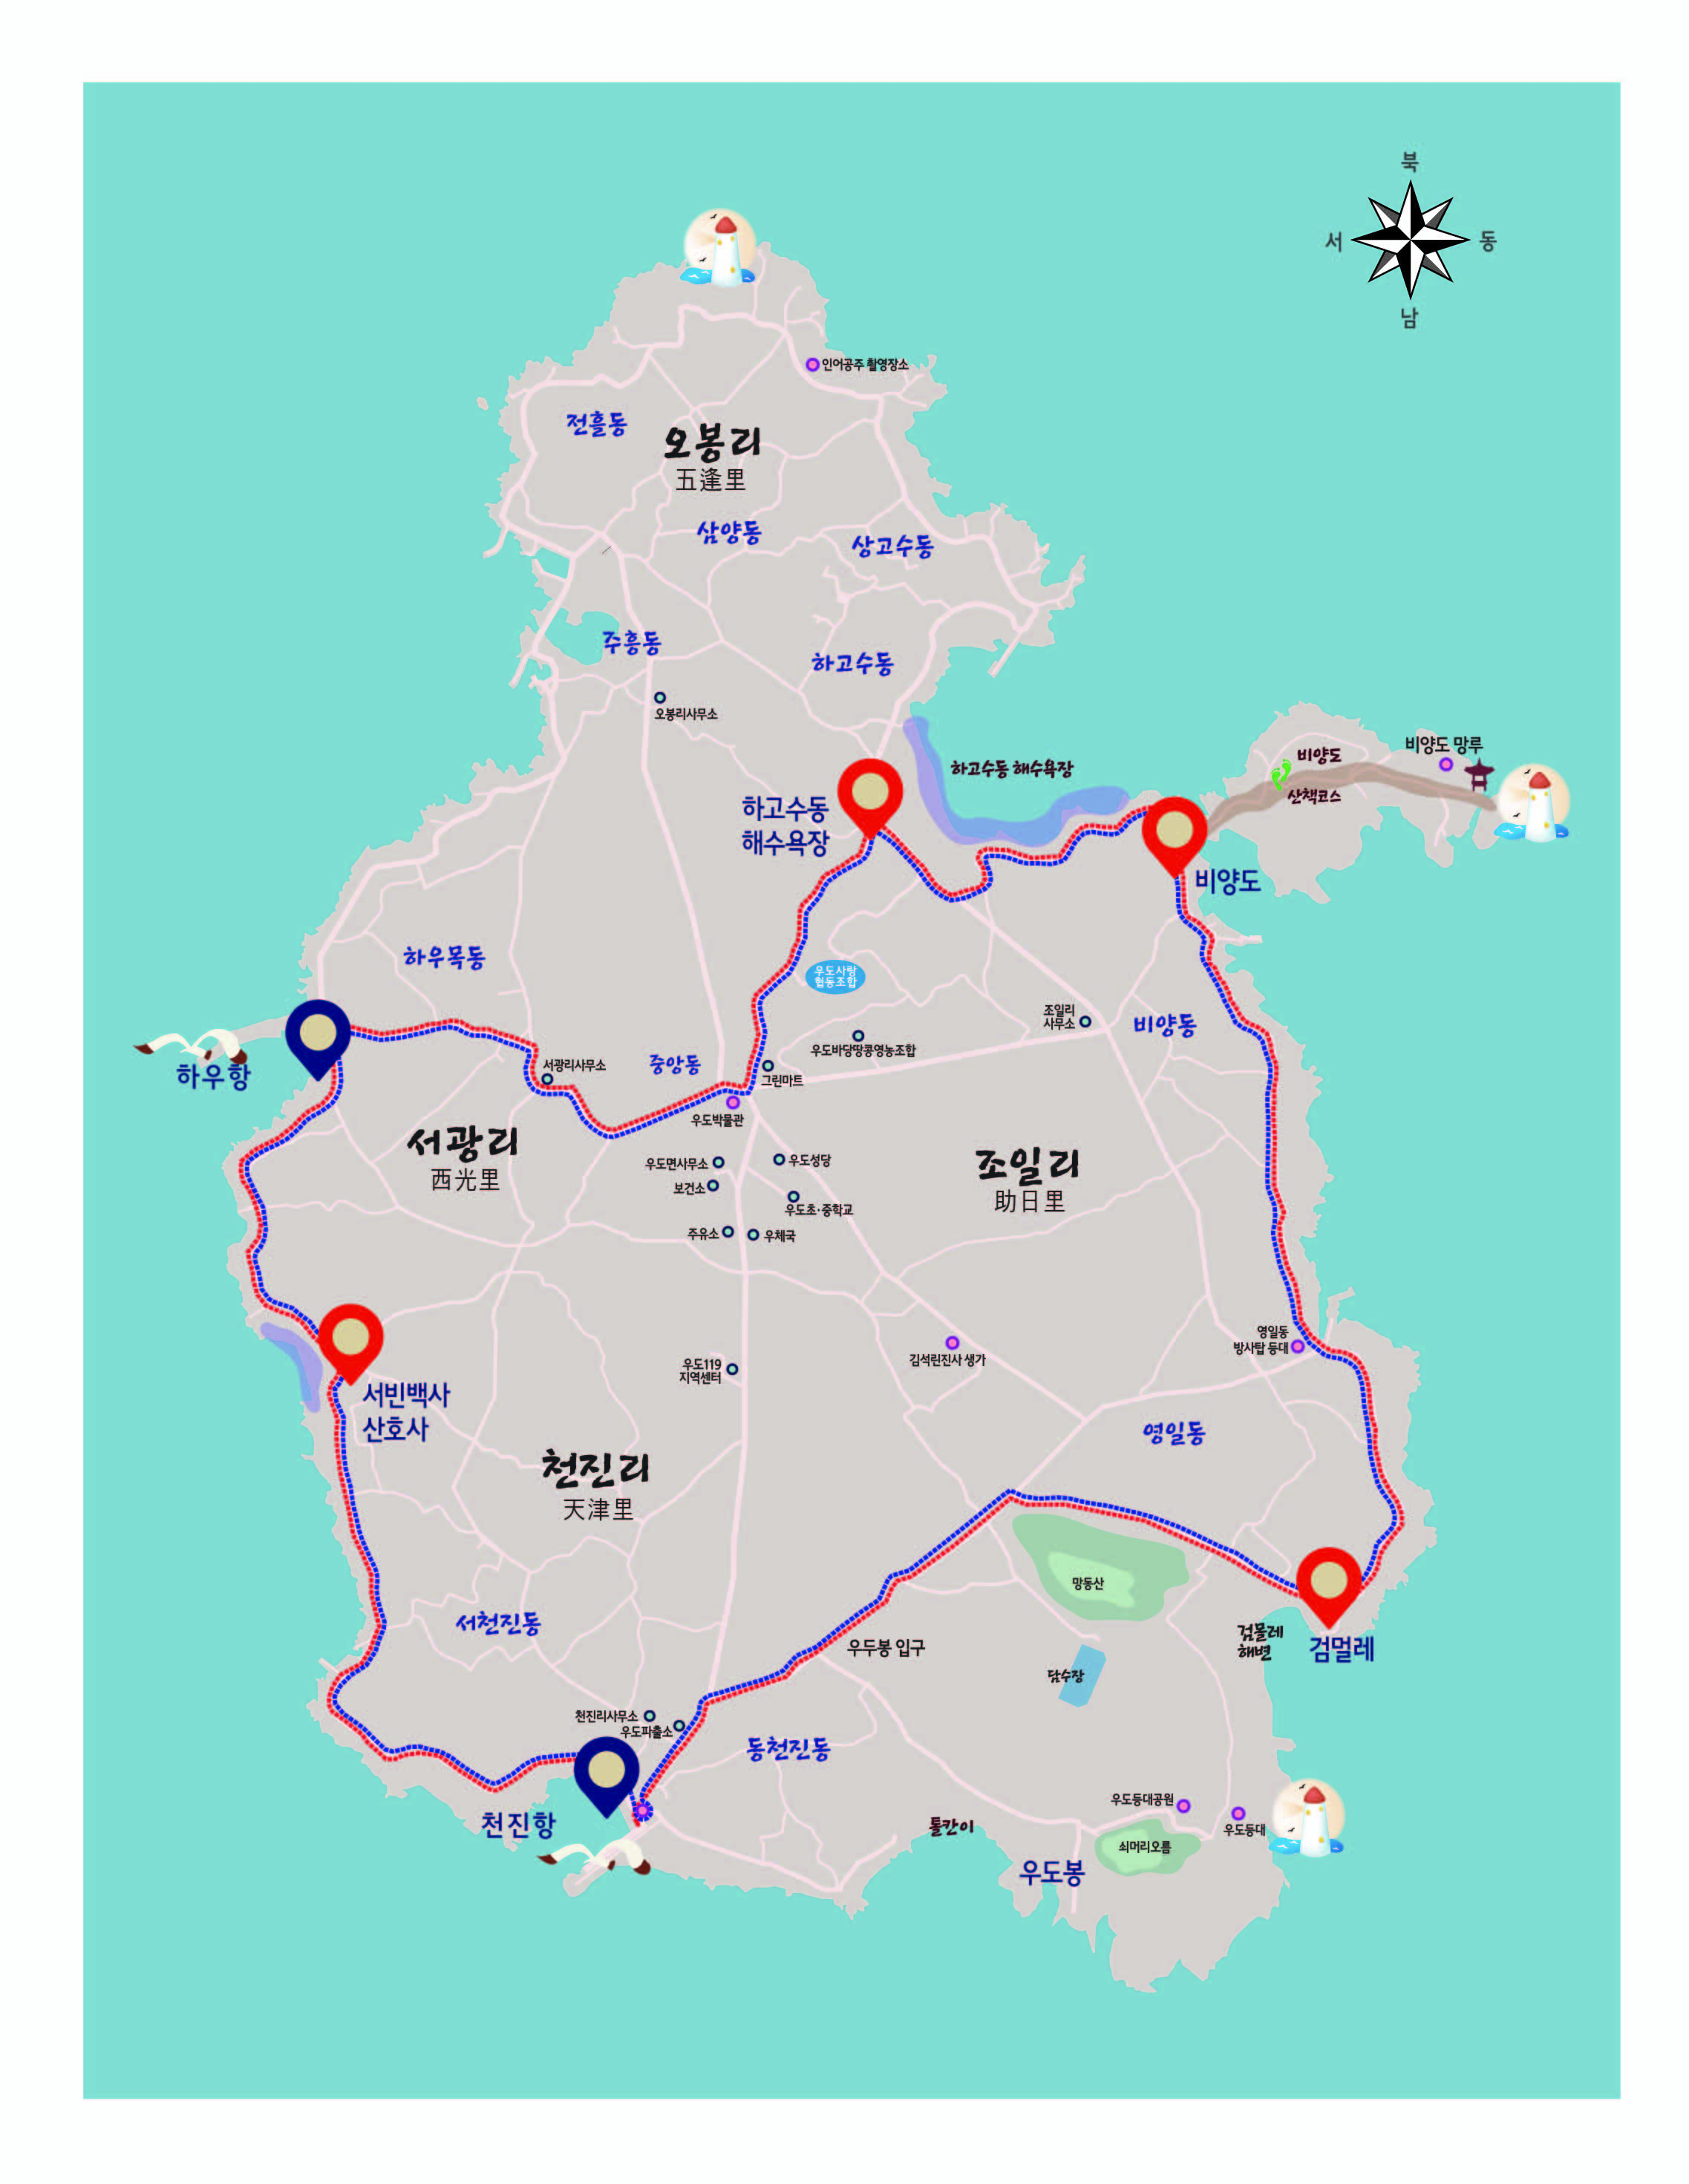 북
서
동
남
인어공주 촬영장소
전흘동
오봉리
五逢里
삼양동
상고수동
주흥동
하고수동
오봉리사무소
비양도 망루
비양도
하고수동 해수욕장
산책코스
하고수동
해수욕장
비양도
하우목동
우도사랑
협동조합
조일리
사무소
비양동
우도바당땅콩영농조합
중앙동
서광리사무소
하우항
그린마트
우도박물관
서광리
西光里
우도면사무소
우도성당
조일리
助日里
보건소
우도초·중학교
주유소
우체국
영일동
방사탑 등대
우도119
지역센터
김석린진사 생가
서빈백사
산호사
영일동
천진리
天津里
망동산
서천진동
우두봉 입구
검몰레
해변
검멀레
담수장
천진리사무소
우도파출소
동천진동
우도등대공원
천진항
돌칸이
우도등대
쇠머리오름
우도봉